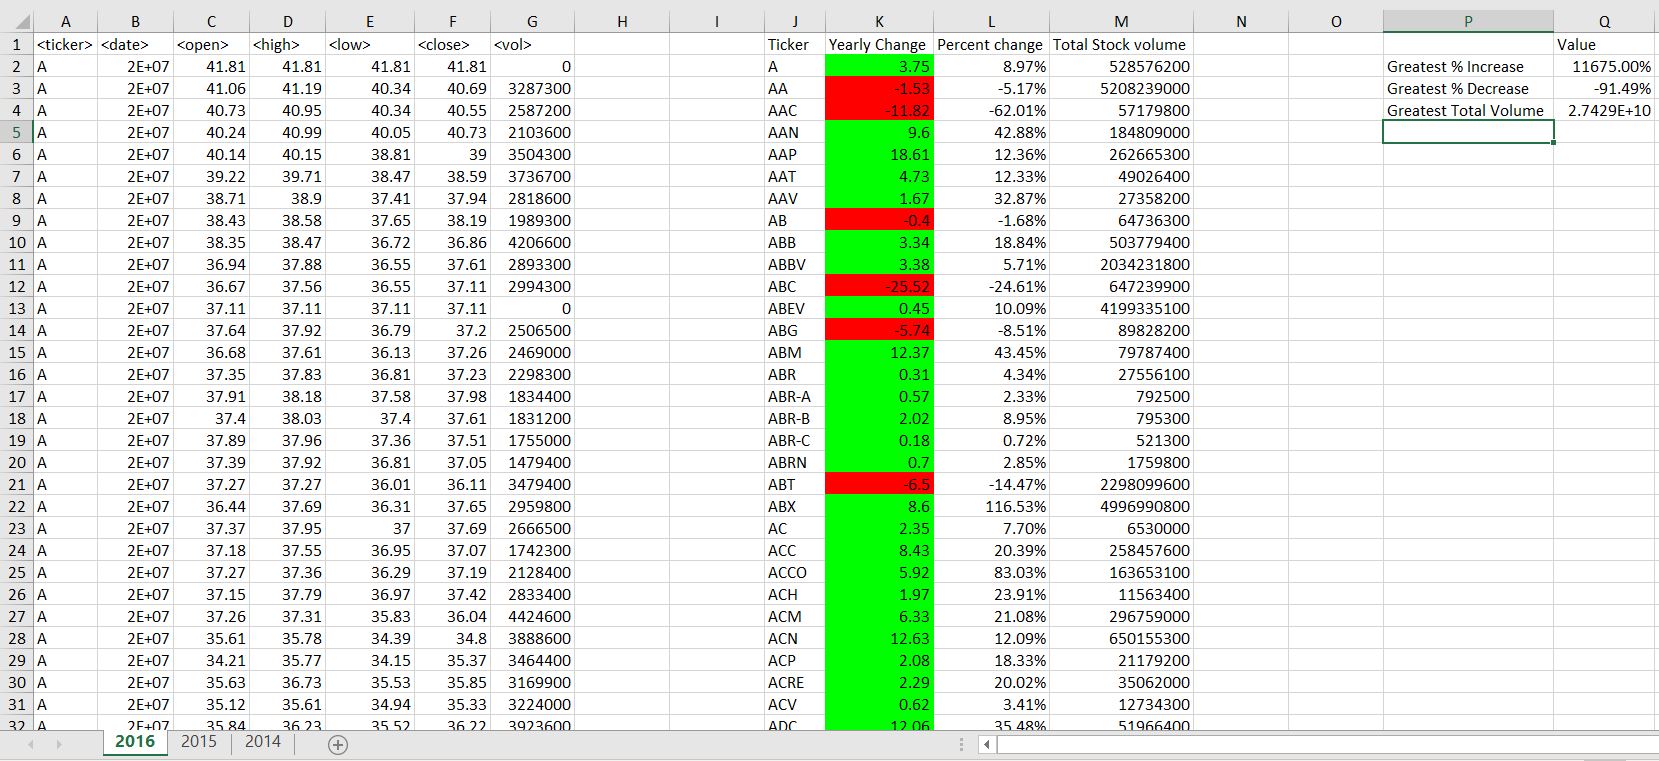 A B C D E F G H I J K L M N O P Q
1 <ticker> <date> <open> <high> <low> <close> <vol> Ticker Yearly Change Percent change Total Stock volume Value
2 A 2E+07 41.81 41.81 41.81 41.81 0 A 3.75 8.97% 528576200 Greatest % Increase 11675.00%
3 A 2E+07 41.06 41.19 40.34 40.69 3287300 AA -1.53 -5.17% 5208239000 Greatest % Decrease -91.49%
4 A 2E+07 40.73 40.95 40.34 40.55 2587200 AAC -11.82 -62.01% 57179800 Greatest Total Volume 2.7429E+10
5 A 2E+07 40.24 40.99 40.05 40.73 2103600 AAN 9.6 42.88% 184809000
6 A 2E+07 40.14 40.15 38.81 39 3504300 AAP 18.61 12.36% 262665300
7 A 2E+07 39.22 39.71 38.47 38.59 3736700 AAT 4.73 12.33% 49026400
8 A 2E+07 38.71 38.9 37.41 37.94 2818600 AAV 1.67 32.87% 27358200
9 A 2E+07 38.43 38.58 37.65 38.19 1989300 AB -0.4 -1.68% 64736300
10 A 2E+07 38.35 38.47 36.72 36.86 4206600 ABB 3.34 18.84% 503779400
11 A 2E+07 36.94 37.88 36.55 37.61 2893300 ABBV 3.38 5.71% 2034231800
12 A 2E+07 36.67 37.56 36.55 37.11 2994300 ABC -25.52 -24.61% 647239900
13 A 2E+07 37.11 37.11 37.11 37.11 0 ABEV 0.45 10.09% 4199335100
14 A 2E+07 37.64 37.92 36.79 37.2 2506500 ABG -5.74 -8.51% 89828200
15 A 2E+07 36.68 37.61 36.13 37.26 2469000 ABM 12.37 43.45% 79787400
16 A 2E+07 37.35 37.83 36.81 37.23 2298300 ABR 0.31 4.34% 27556100
17 A 2E+07 37.91 38.18 37.58 37.98 1834400 ABR-A 0.57 2.33% 792500
18 A 2E+07 37.4 38.03 37.4 37.61 1831200 ABR-B 2.02 8.95% 795300
19 A 2E+07 37.89 37.96 37.36 37.51 1755000 ABR-C 0.18 0.72% 521300
20 A 2E+07 37.39 37.92 36.81 37.05 1479400 ABRN 0.7 2.85% 1759800
21 A 2E+07 37.27 37.27 36.01 36.11 3479400 ABT -6.5 -14.47% 2298099600
22 A 2E+07 36.44 37.69 36.31 37.65 2959800 ABX 8.6 116.53% 4996990800
23 A 2E+07 37.37 37.95 37 37.69 2666500 AC 2.35 7.70% 6530000
24 A 2E+07 37.18 37.55 36.95 37.07 1742300 ACC 8.43 20.39% 258457600
25 A 2E+07 37.27 37.36 36.29 37.19 2128400 ACCO 5.92 83.03% 163653100
26 A 2E+07 37.15 37.79 36.97 37.42 2833400 ACH 1.97 23.91% 11563400
27 A 2E+07 37.26 37.31 35.83 36.04 4424600 ACM 6.33 21.08% 296759000
28 A 2E+07 35.61 35.78 34.39 34.8 3888600 ACN 12.63 12.09% 650155300
29 A 2E+07 34.21 35.77 34.15 35.37 3464400 ACP 2.08 18.33% 21179200
30 A 2E+07 35.63 36.73 35.53 35.85 3169900 ACRE 2.29 20.02% 35062000
31 A 2E+07 35.12 35.61 34.94 35.33 3224000 ACV 0.62 3.41% 12734300
32 A 2E+07 35.84 36.23 35.52 36.22 3923600 ADC 12.06 35.48% 51966400
2016 2015 2014